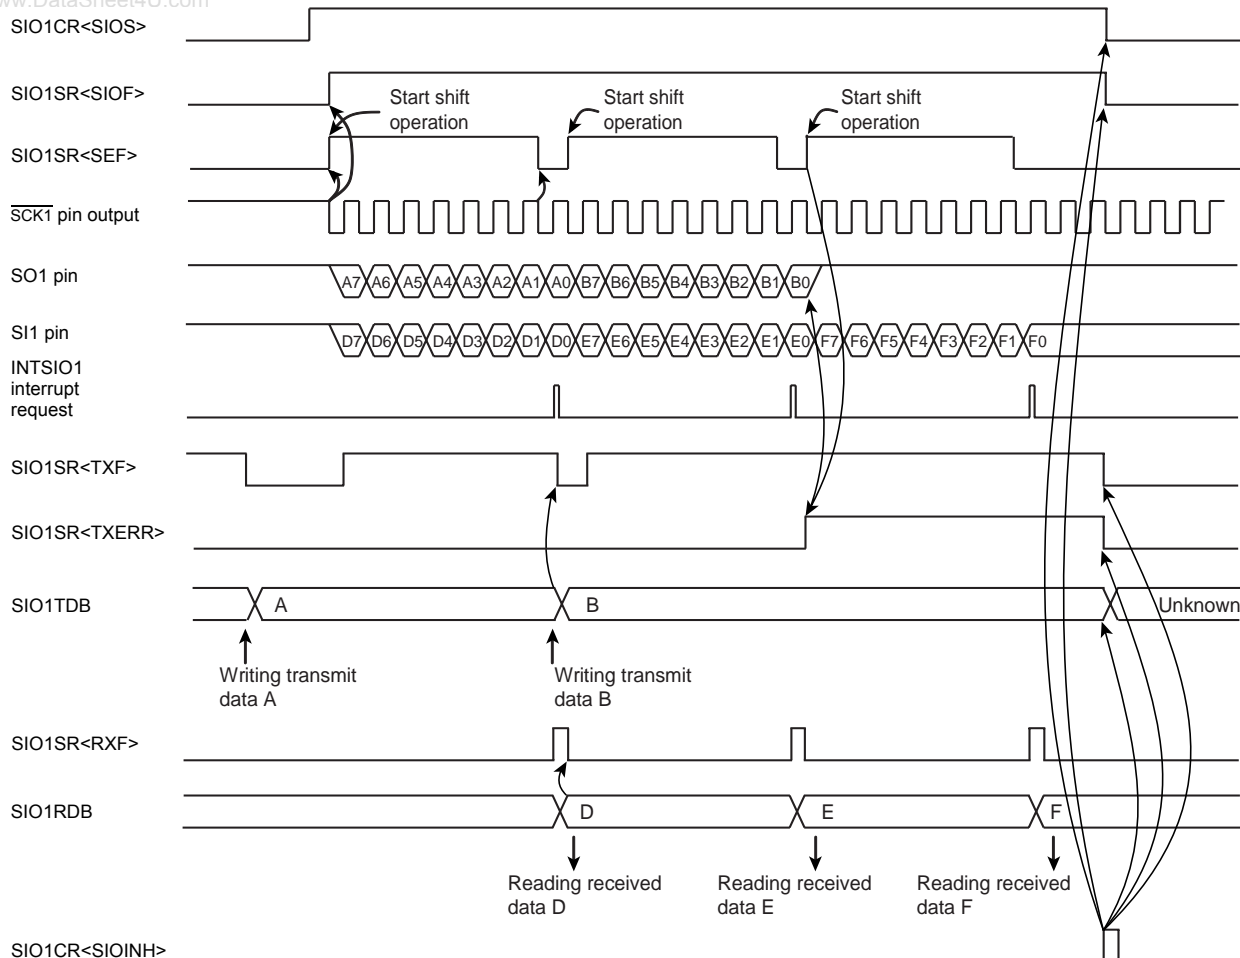 www.DataSheet4U.com
SIO1CR<SIOS>
SIO1SR<SIOF>
Start shift
operation
Start shift
operation
Start shift
operation
SIO1SR<SEF>
SCK1 pin output
SO1 pin
A7 A6 A5 A4 A3 A2 A1 A0 B7 B6 B5 B4 B3 B2 B1 B0
SI1 pin
D7 D6 D5 D4 D3 D2 D1 D0 E7 E6 E5 E4 E3 E2 E1 E0 F7 F6 F5 F4 F3 F2 F1 F0
INTSIO1
interrupt
request
SIO1SR<TXF>
SIO1SR<TXERR>
SIO1TDB
A
B
Unknown
Writing transmit
data A
Writing transmit
data B
SIO1SR<RXF>
SIO1RDB
D
E
F
Reading received
data D
Reading received
data E
Reading received
data F
SIO1CR<SIOINH>